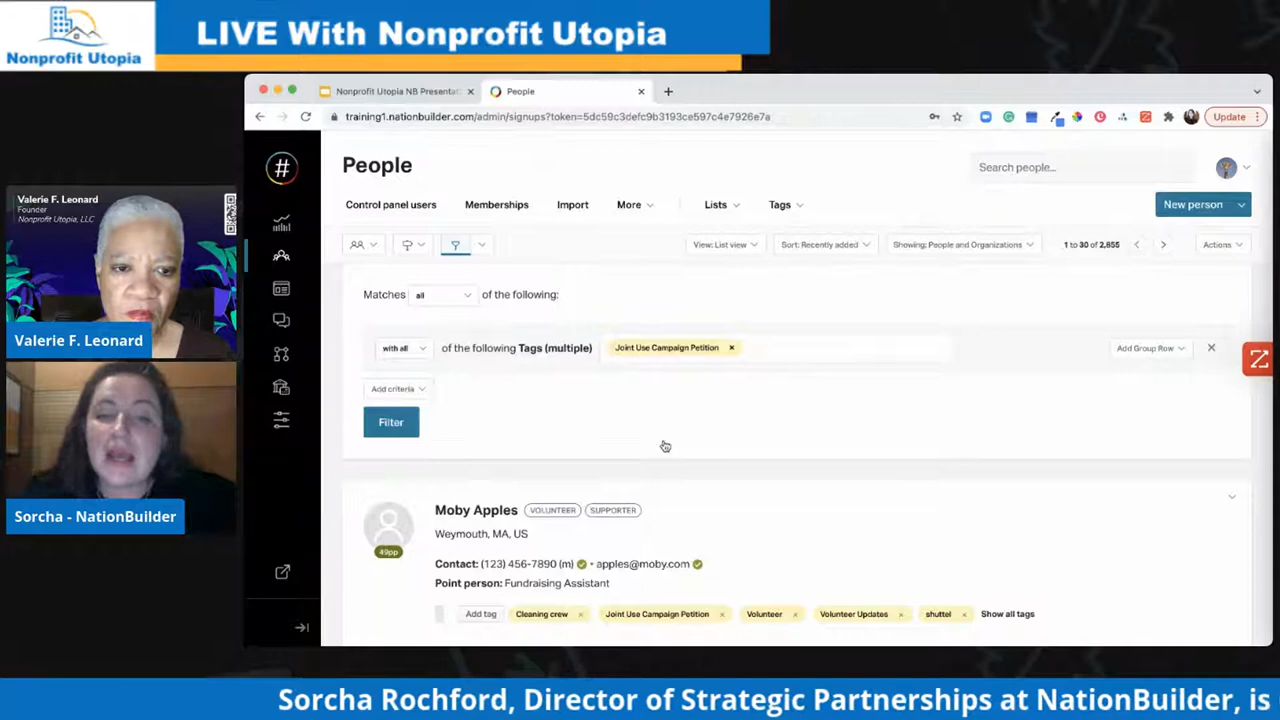 LIVE With Nonprofit Utopia
Nonprofit Utopia
Nonprofit Utopia NB Presentat
People
training1.nationbuilder.com/admin/signups?token=5dc59c3defc9b3193ce597c4e7926e7a
Update
People
Search people...
Control panel users
Memberships
Import
More
Lists
Tags
New person
View: List view
Sort: Recently added
Showing: People and Organizations
1 to 30 of 2,855
Actions
Matches all of the following:
with all of the following Tags (multiple) Joint Use Campaign Petition
Add Group Row
Add criteria
Filter
Moby Apples VOLUNTEER SUPPORTER
Weymouth, MA, US
49pp
Contact: (123) 456-7890 (m) • apples@moby.com
Point person: Fundraising Assistant
Add tag Cleaning crew Joint Use Campaign Petition Volunteer Volunteer Updates shuttel Show all tags
Valerie F. Leonard
Founder
Nonprofit Utopia, LLC
Valerie F. Leonard
Sorcha - NationBuilder
Sorcha Rochford, Director of Strategic Partnerships at NationBuilder, is